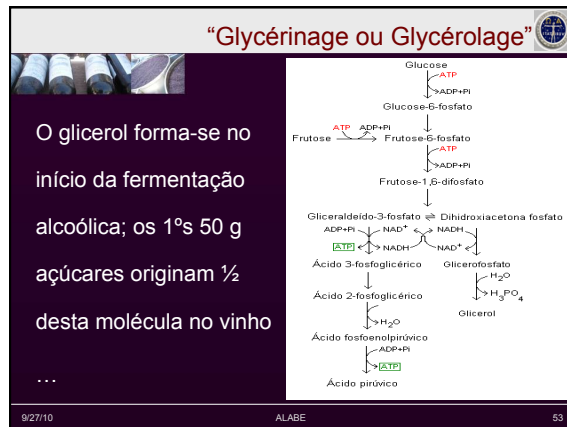 “Glycérinage ou Glycérolage”
O glicerol forma-se no
início da fermentação
alcoólica; os 1ºs 50 g
açúcares originam ½
desta molécula no vinho
…
Glucose
ATP
ADP+Pi
Glucose-6-fosfato
Frutose ATP ADP+Pi Frutose-6-fosfato
ATP
ADP+Pi
Frutose-1,6-difosfato
Gliceraldeído-3-fosfato ⇌ Dihidroxiacetona fosfato
ADP+Pi NAD⁺ NADH
ATP NADH NAD⁺
Ácido 3-fosfoglicérico Glicerofosfato
H₂O
H₃PO₄
Ácido 2-fosfoglicérico Glicerol
H₂O
Ácido fosfoenolpirúvico
ADP+Pi
ATP
Ácido pirúvico
9/27/10 ALABE 53